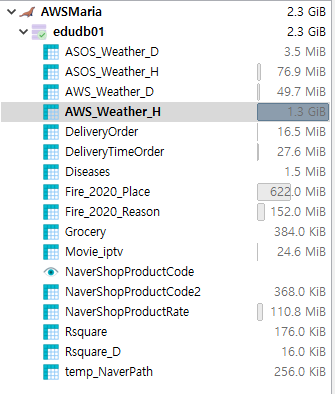 AWSMaria 2.3 GiB
edudb01 2.3 GiB
ASOS_Weather_D 3.5 MiB
ASOS_Weather_H 76.9 MiB
AWS_Weather_D 49.7 MiB
AWS_Weather_H 1.3 GiB
DeliveryOrder 16.5 MiB
DeliveryTimeOrder 27.6 MiB
Diseases 1.5 MiB
Fire_2020_Place 622.0 MiB
Fire_2020_Reason 152.0 MiB
Grocery 384.0 KiB
Movie_iptv 24.6 MiB
NaverShopProductCode
NaverShopProductCode2 368.0 KiB
NaverShopProductRate 110.8 MiB
Rsquare 176.0 KiB
Rsquare_D 16.0 KiB
temp_NaverPath 256.0 KiB